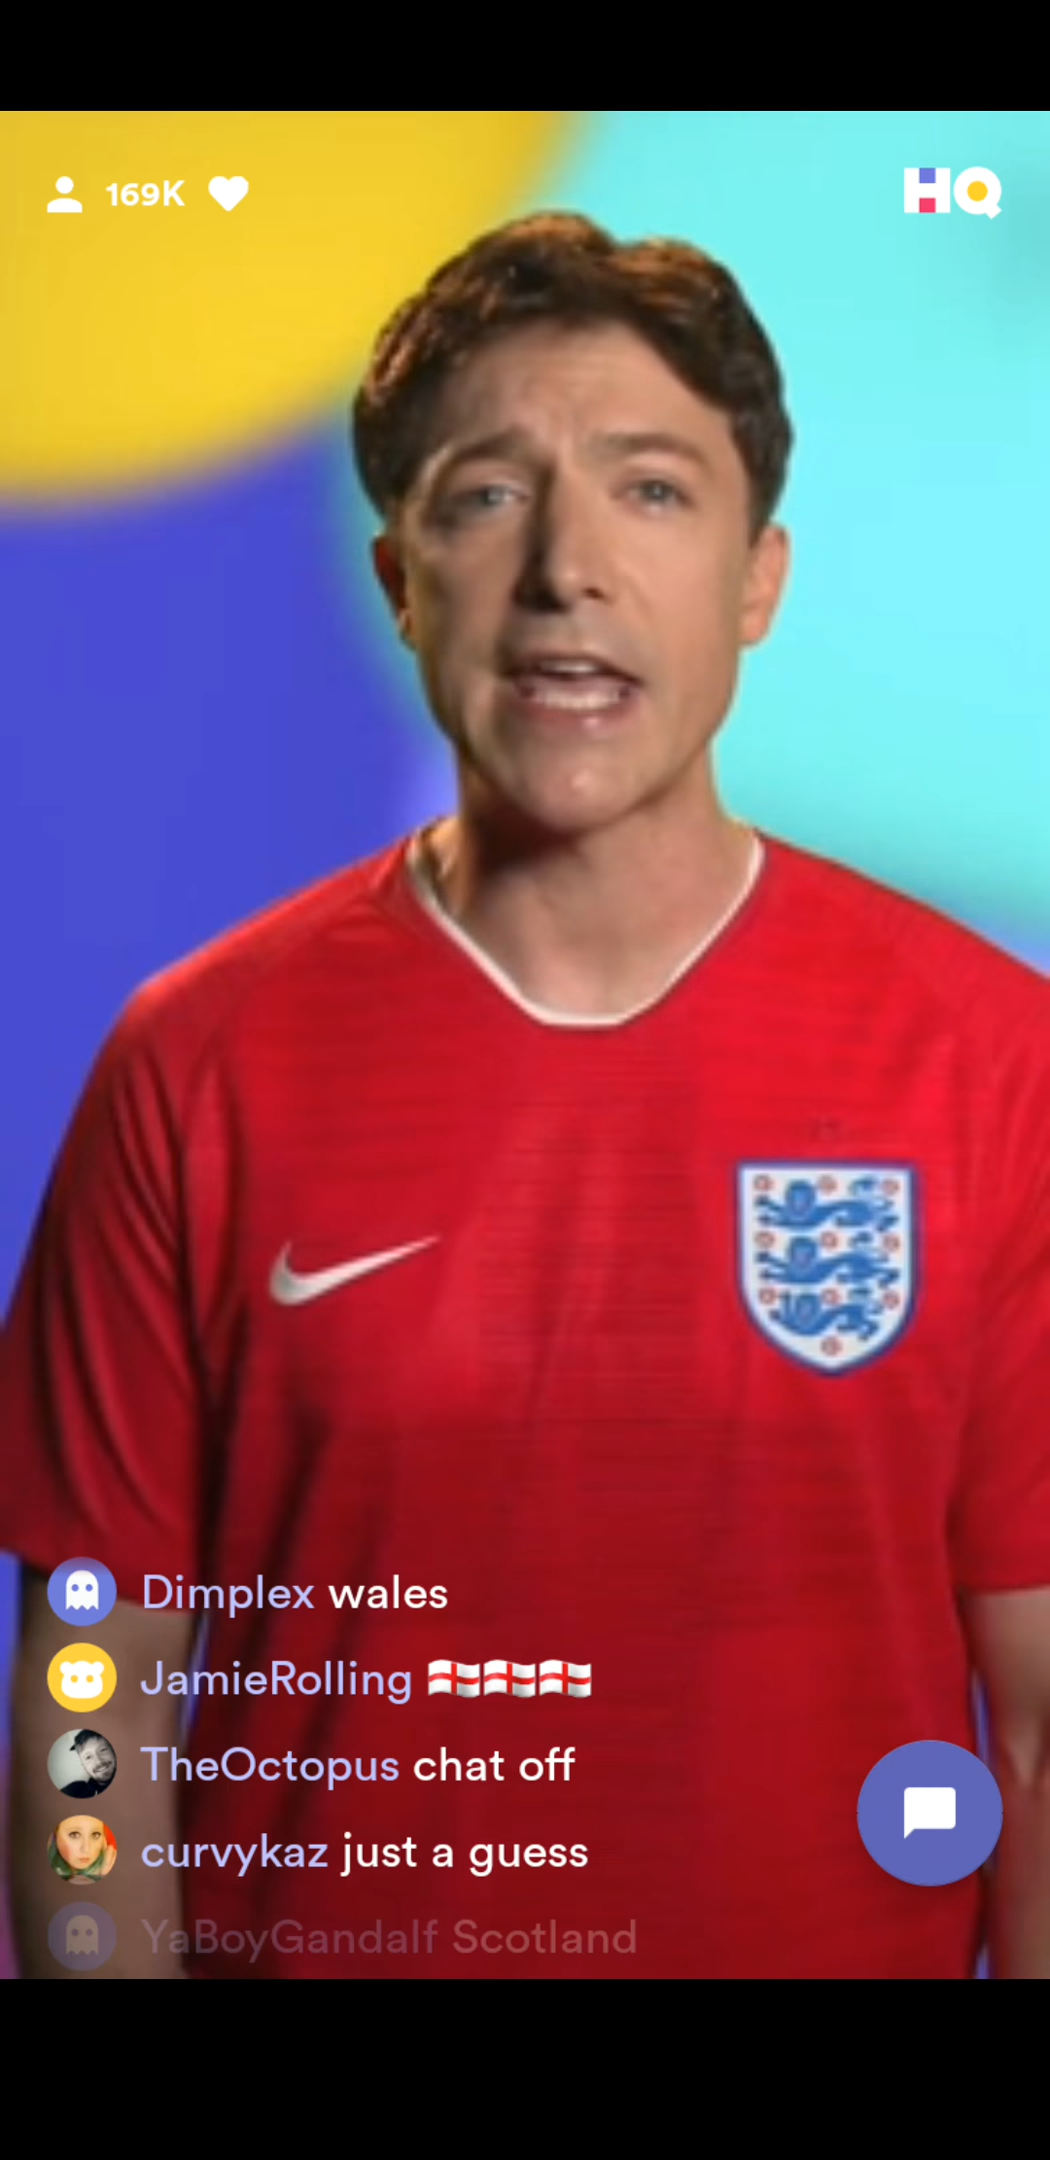 169K
HQ
Dimplex wales
JamieRolling 🏴󠁧󠁢󠁥󠁮󠁧󠁿🏴󠁧󠁢󠁥󠁮󠁧󠁿🏴󠁧󠁢󠁥󠁮󠁧󠁿
TheOctopus chat off
curvykaz just a guess
YaBoyGandalf Scotland